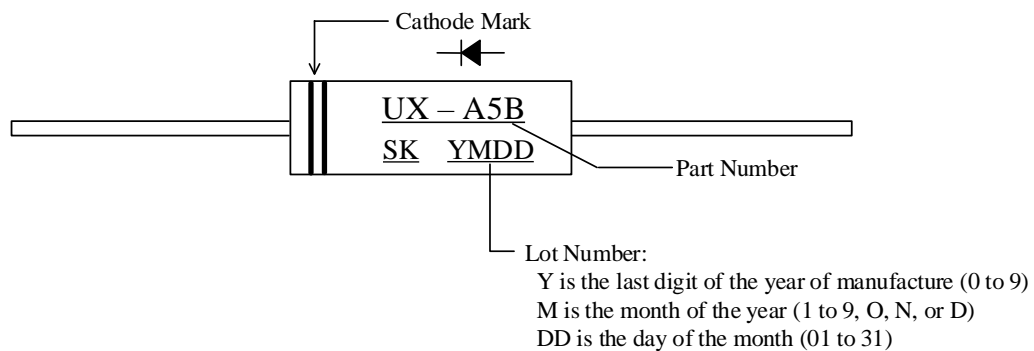 Cathode Mark
UX – A5B
SK YMDD
Part Number
Lot Number:
Y is the last digit of the year of manufacture (0 to 9)
M is the month of the year (1 to 9, O, N, or D)
DD is the day of the month (01 to 31)